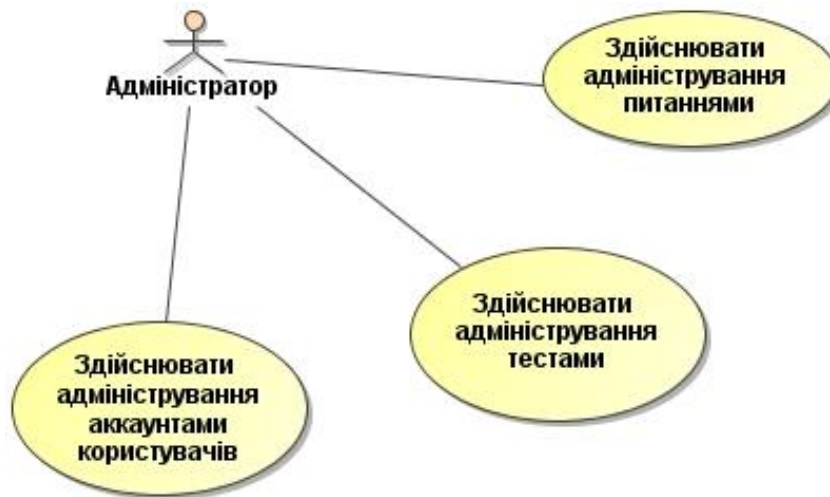 Адміністратор
Здійснювати
адміністрування
питаннями
Здійснювати
адміністрування
тестами
Здійснювати
адміністрування
аккаунтами
користувачів